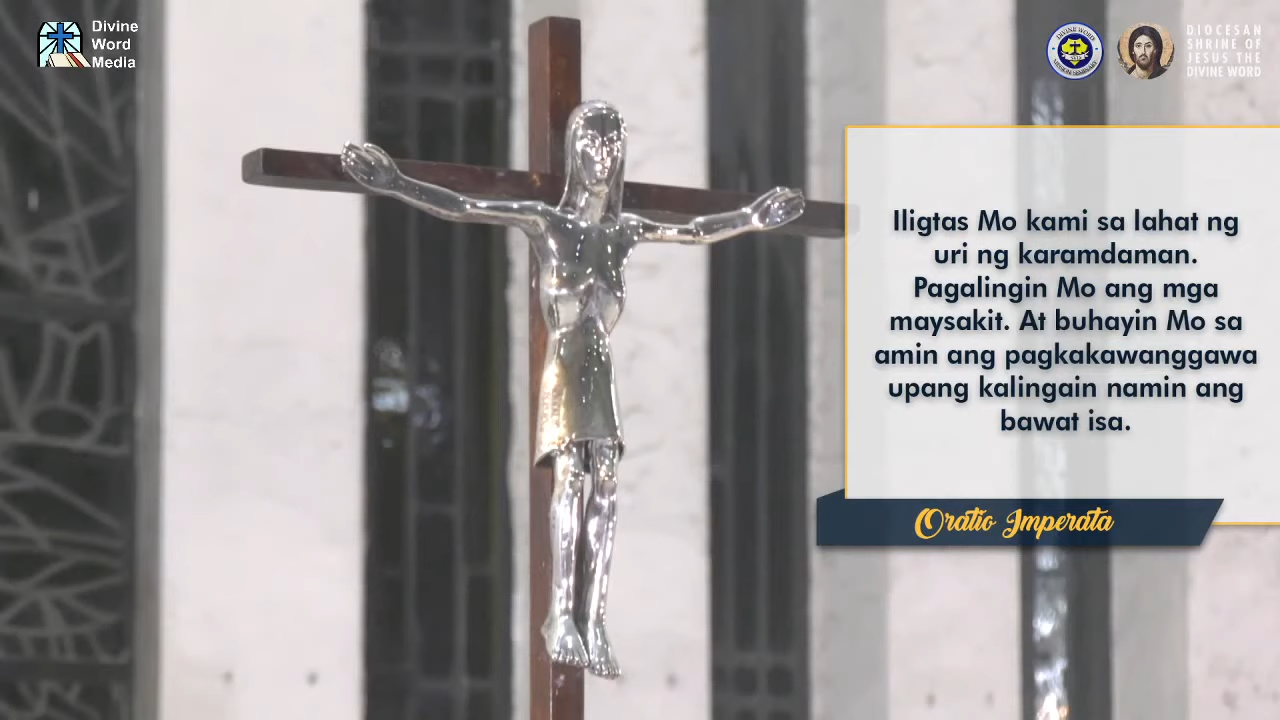 Divine
Word
Media
DIOCESAN
SHRINE OF
JESUS THE
DIVINE WORD
Iligtas Mo kami sa lahat ng
uri ng karamdaman.
Pagalingin Mo ang mga
maysakit. At buhayin Mo sa
amin ang pagkakawanggawa
upang kalingain namin ang
bawat isa.
Oratio Imperata